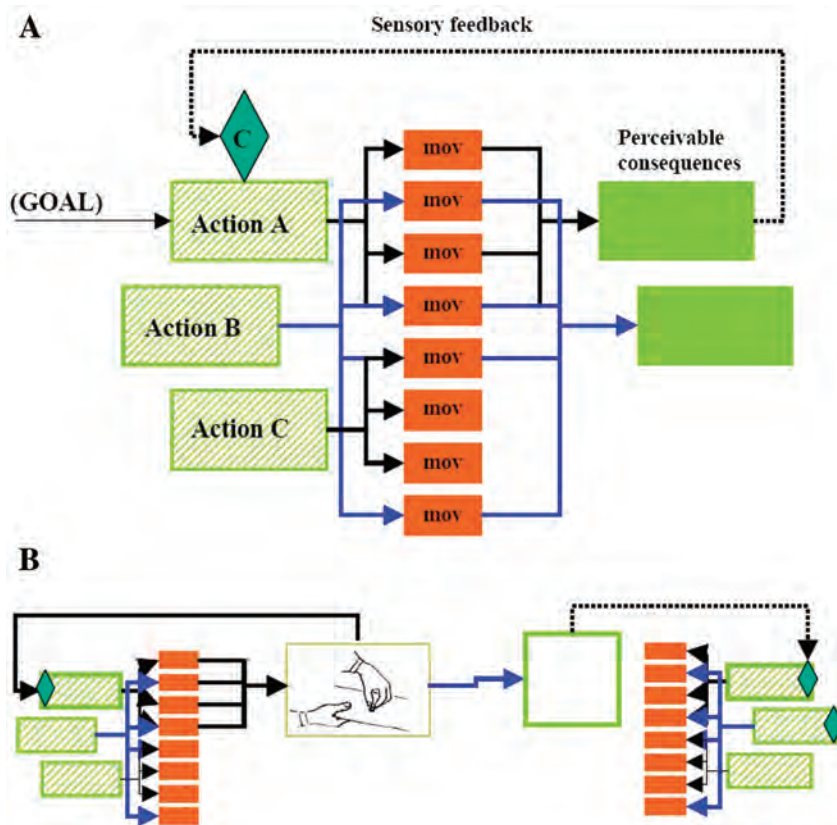 A
Sensory feedback
C
mov
Perceivable
consequences
(GOAL)
Action A
mov
mov
Action B
mov
mov
Action C
mov
mov
mov
B